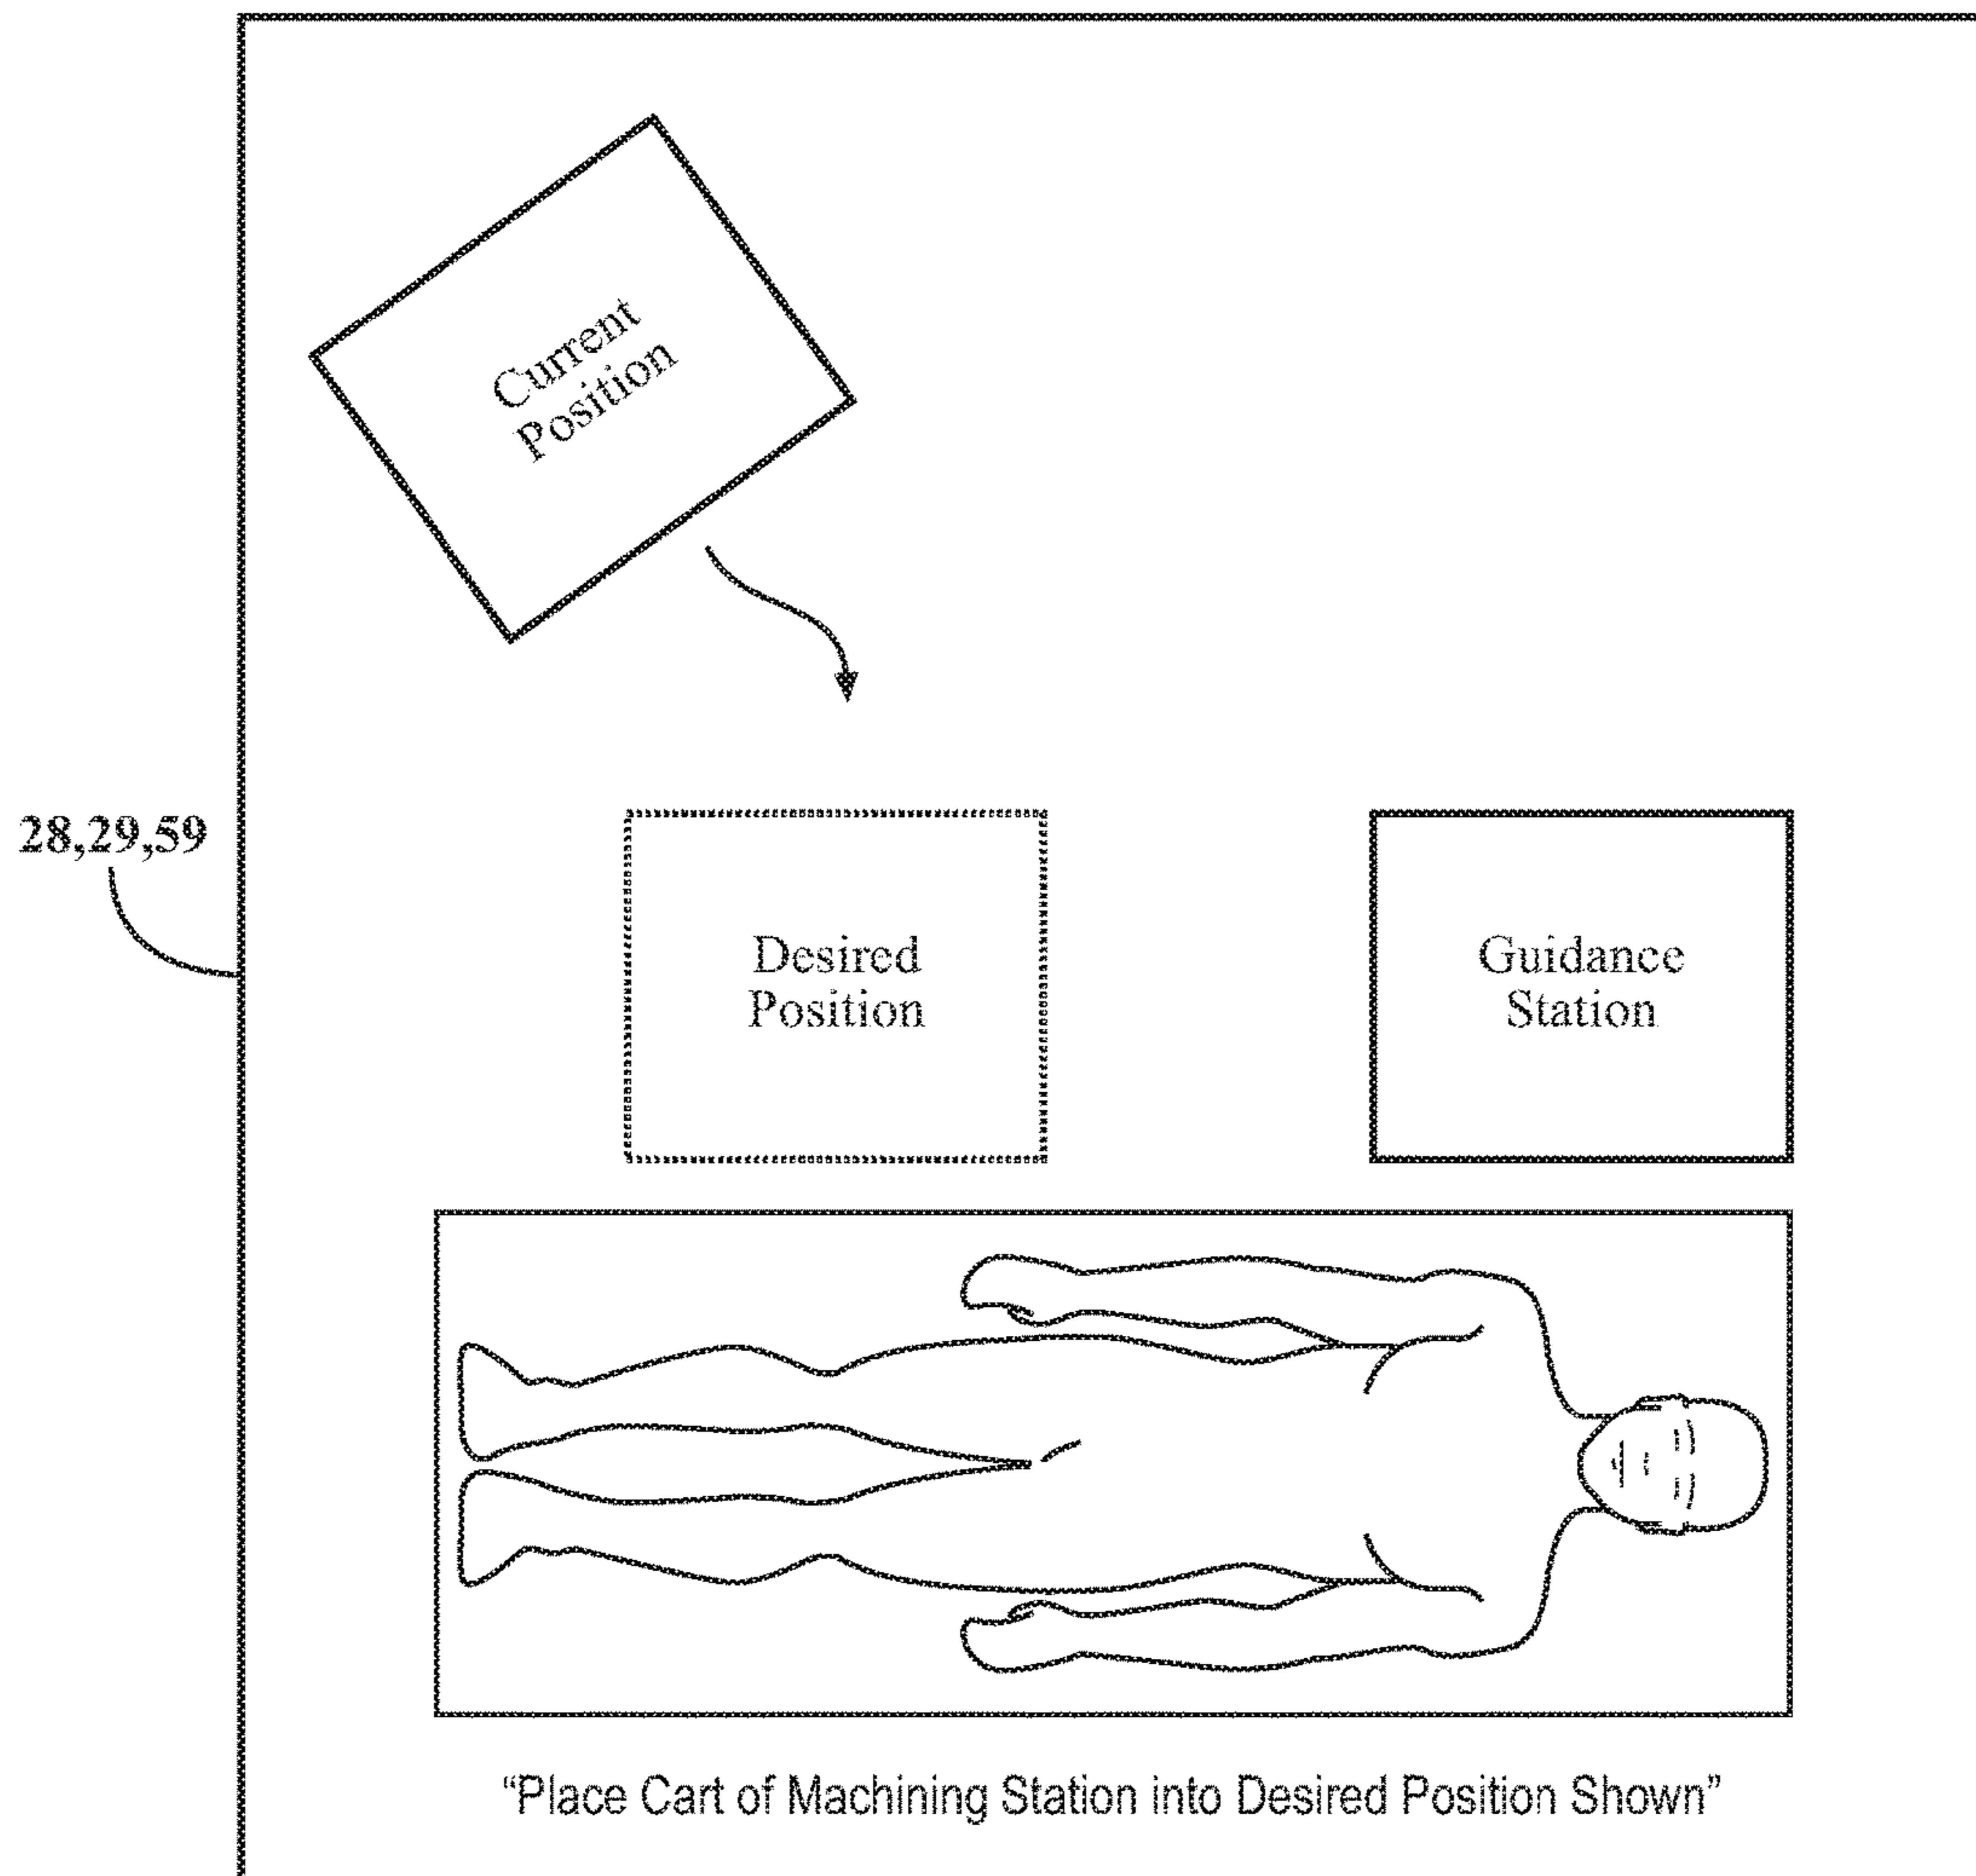 Current
Position
28,29,59
Desired
Position
Guidance
Station
“Place Cart of Machining Station into Desired Position Shown”